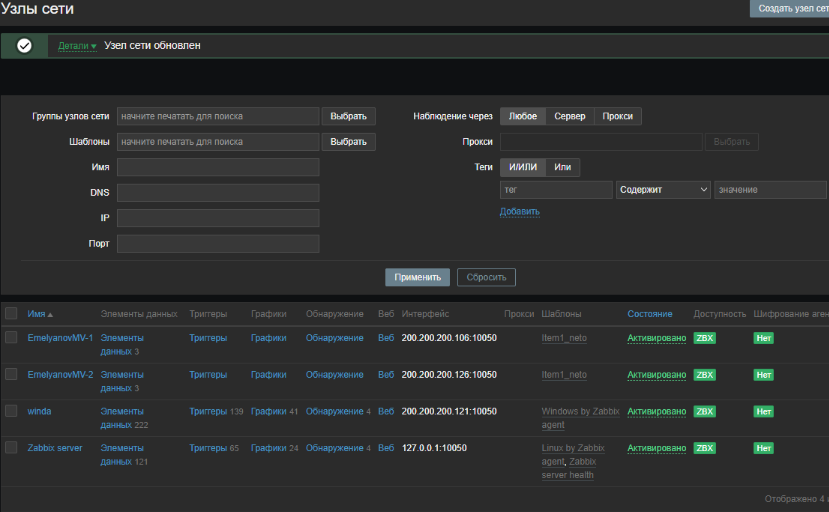 Узлы сети
Создать узел сет
Детали Узел сети обновлен
Группы узлов сети начните печатать для поиска Выбрать Наблюдение через Любое Сервер Прокси
Шаблоны начните печатать для поиска Выбрать Прокси Выбрать
Имя Теги И/ИЛИ Или
DNS тег Содержит значение
IP Добавить
Порт
Применить Сбросить
Имя Элементы данных Триггеры Графики Обнаружение Веб Интерфейс Прокси Шаблоны Состояние Доступность Шифрование аген
EmelyanovMV-1 Элементы данных 3 Триггеры Графики Обнаружение Веб 200.200.200.106:10050 Item1_neto Активировано ZBX Нет
EmelyanovMV-2 Элементы данных 3 Триггеры Графики Обнаружение Веб 200.200.200.126:10050 Item1_neto Активировано ZBX Нет
winda Элементы данных 222 Триггеры 139 Графики 41 Обнаружение 4 Веб 200.200.200.121:10050 Windows by Zabbix agent Активировано ZBX Нет
Zabbix server Элементы данных 121 Триггеры 65 Графики 24 Обнаружение 4 Веб 127.0.0.1:10050 Linux by Zabbix agent, Zabbix server health Активировано ZBX Нет
Отображено 4 и